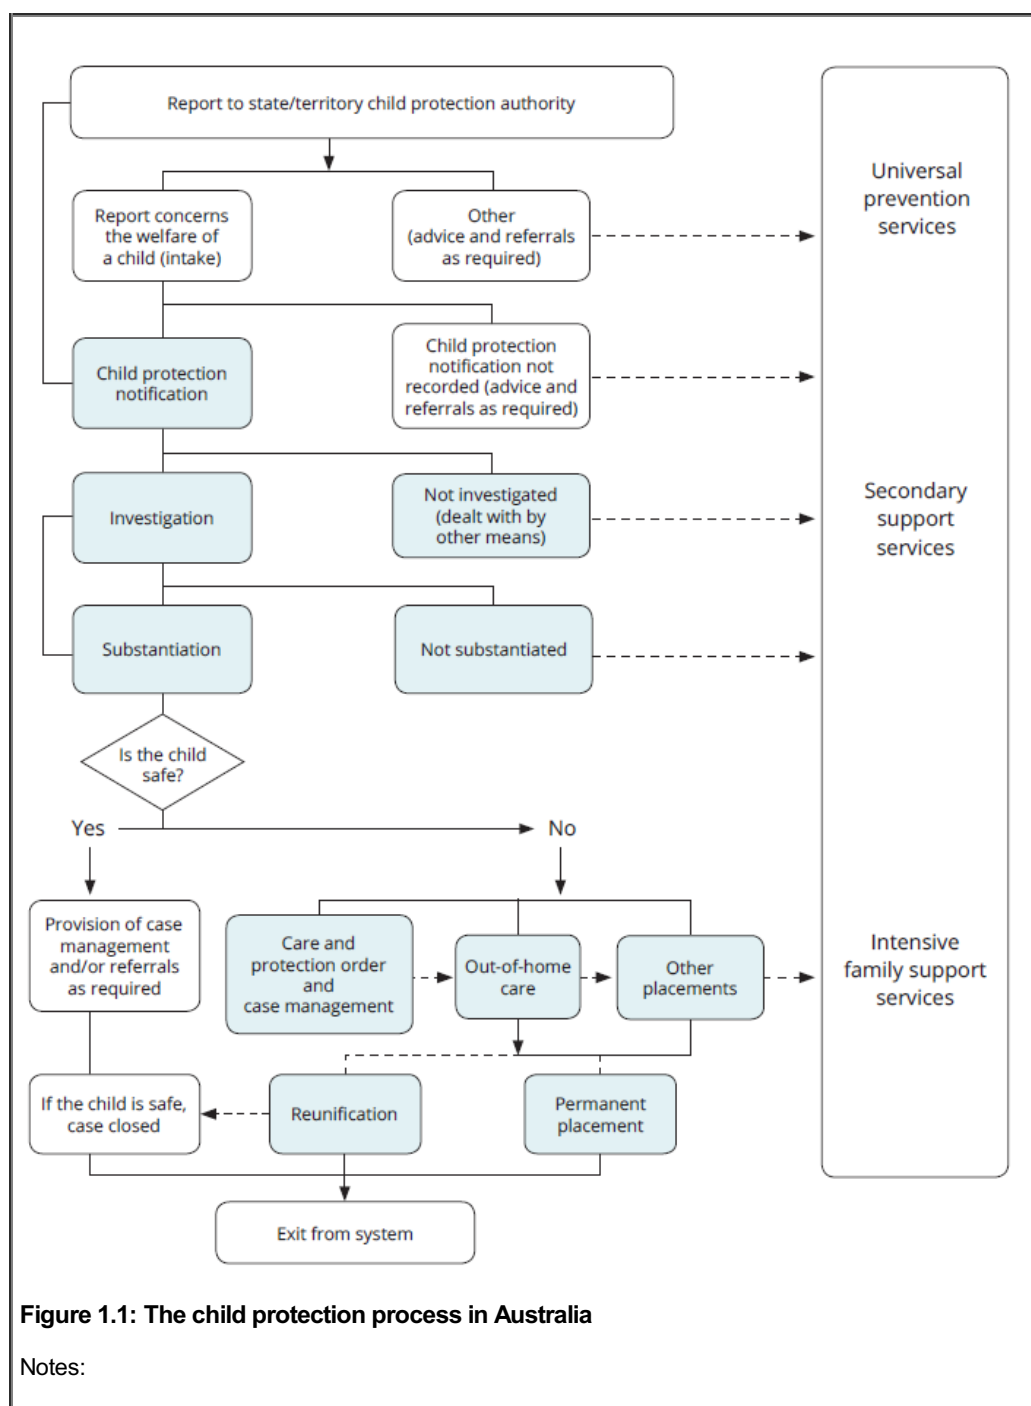 Report to state/territory child protection authority
Report concerns
the welfare of
a child (intake)
Other
(advice and referrals
as required)
Universal
prevention
services
Child protection
notification
Child protection
notification not
recorded (advice and
referrals as required)
Investigation
Not investigated
(dealt with by
other means)
Secondary
support
services
Substantiation
Not substantiated
Is the child
safe?
Yes
No
Provision of case
management
and/or referrals
as required
Care and
protection order
and
case management
Out-of-home
care
Other
placements
Intensive
family support
services
If the child is safe,
case closed
Reunification
Permanent
placement
Exit from system
Figure 1.1: The child protection process in Australia
Notes: